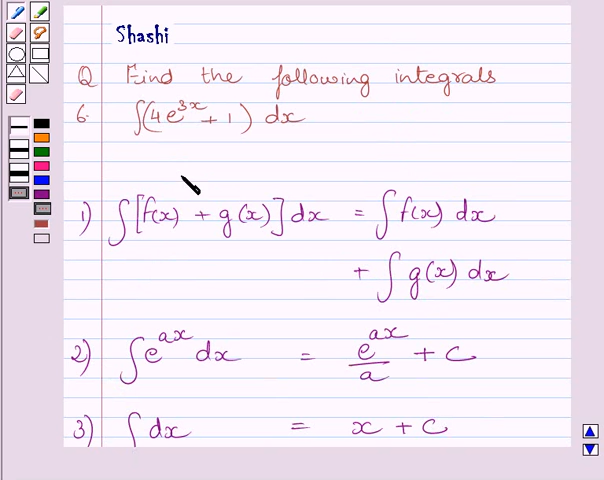 Shashi
Q Find the following integrals
6. ∫(4e^{3x} + 1) dx
1) ∫[f(x) + g(x)] dx = ∫f(x) dx
+ ∫g(x) dx
2) ∫e^{ax} dx = e^{ax}/a + C
3) ∫dx = x + C